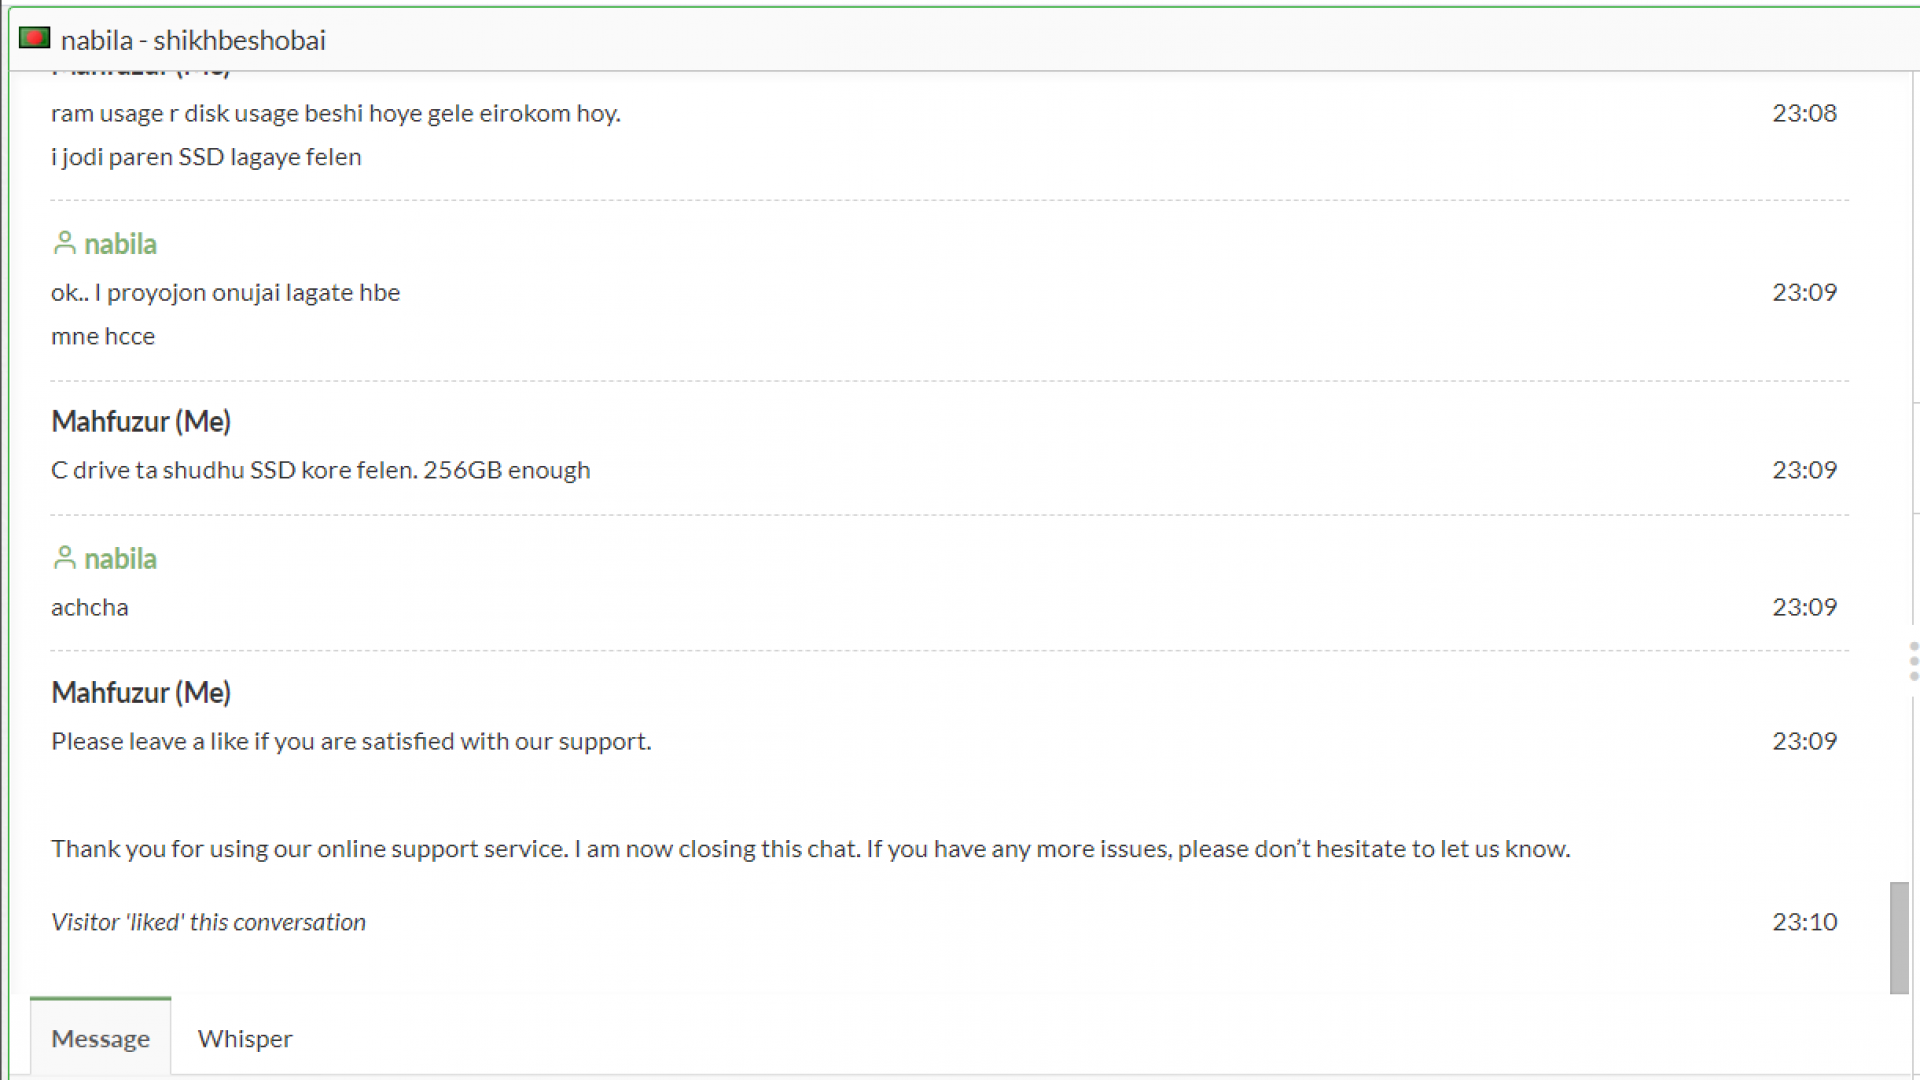 nabila - shikhbeshobai
Mahfuzur (Me)
ram usage r disk usage beshi hoye gele eirokom hoy. 23:08
i jodi paren SSD lagaye felen
nabila
ok.. I proyojon onujai lagate hbe 23:09
mne hcce
Mahfuzur (Me)
C drive ta shudhu SSD kore felen. 256GB enough 23:09
nabila
achcha 23:09
Mahfuzur (Me)
Please leave a like if you are satisfied with our support. 23:09
Thank you for using our online support service. I am now closing this chat. If you have any more issues, please don’t hesitate to let us know.
Visitor 'liked' this conversation 23:10
Message Whisper